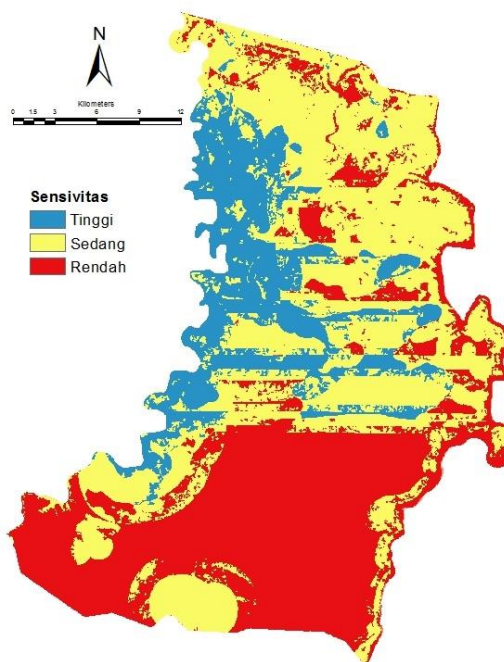 N
Kilometers
0 1.5 3 6 9 12
Sensivitas
Tinggi
Sedang
Rendah